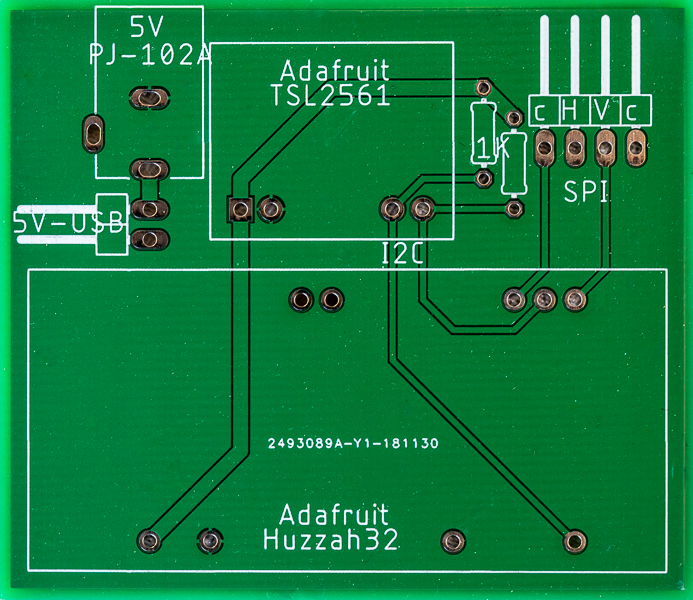 5V
PJ-102A
Adafruit
TSL2561
c H V c
1K
SPI
5V-USB
I2C
2493089A-Y1-181130
Adafruit
Huzzah32